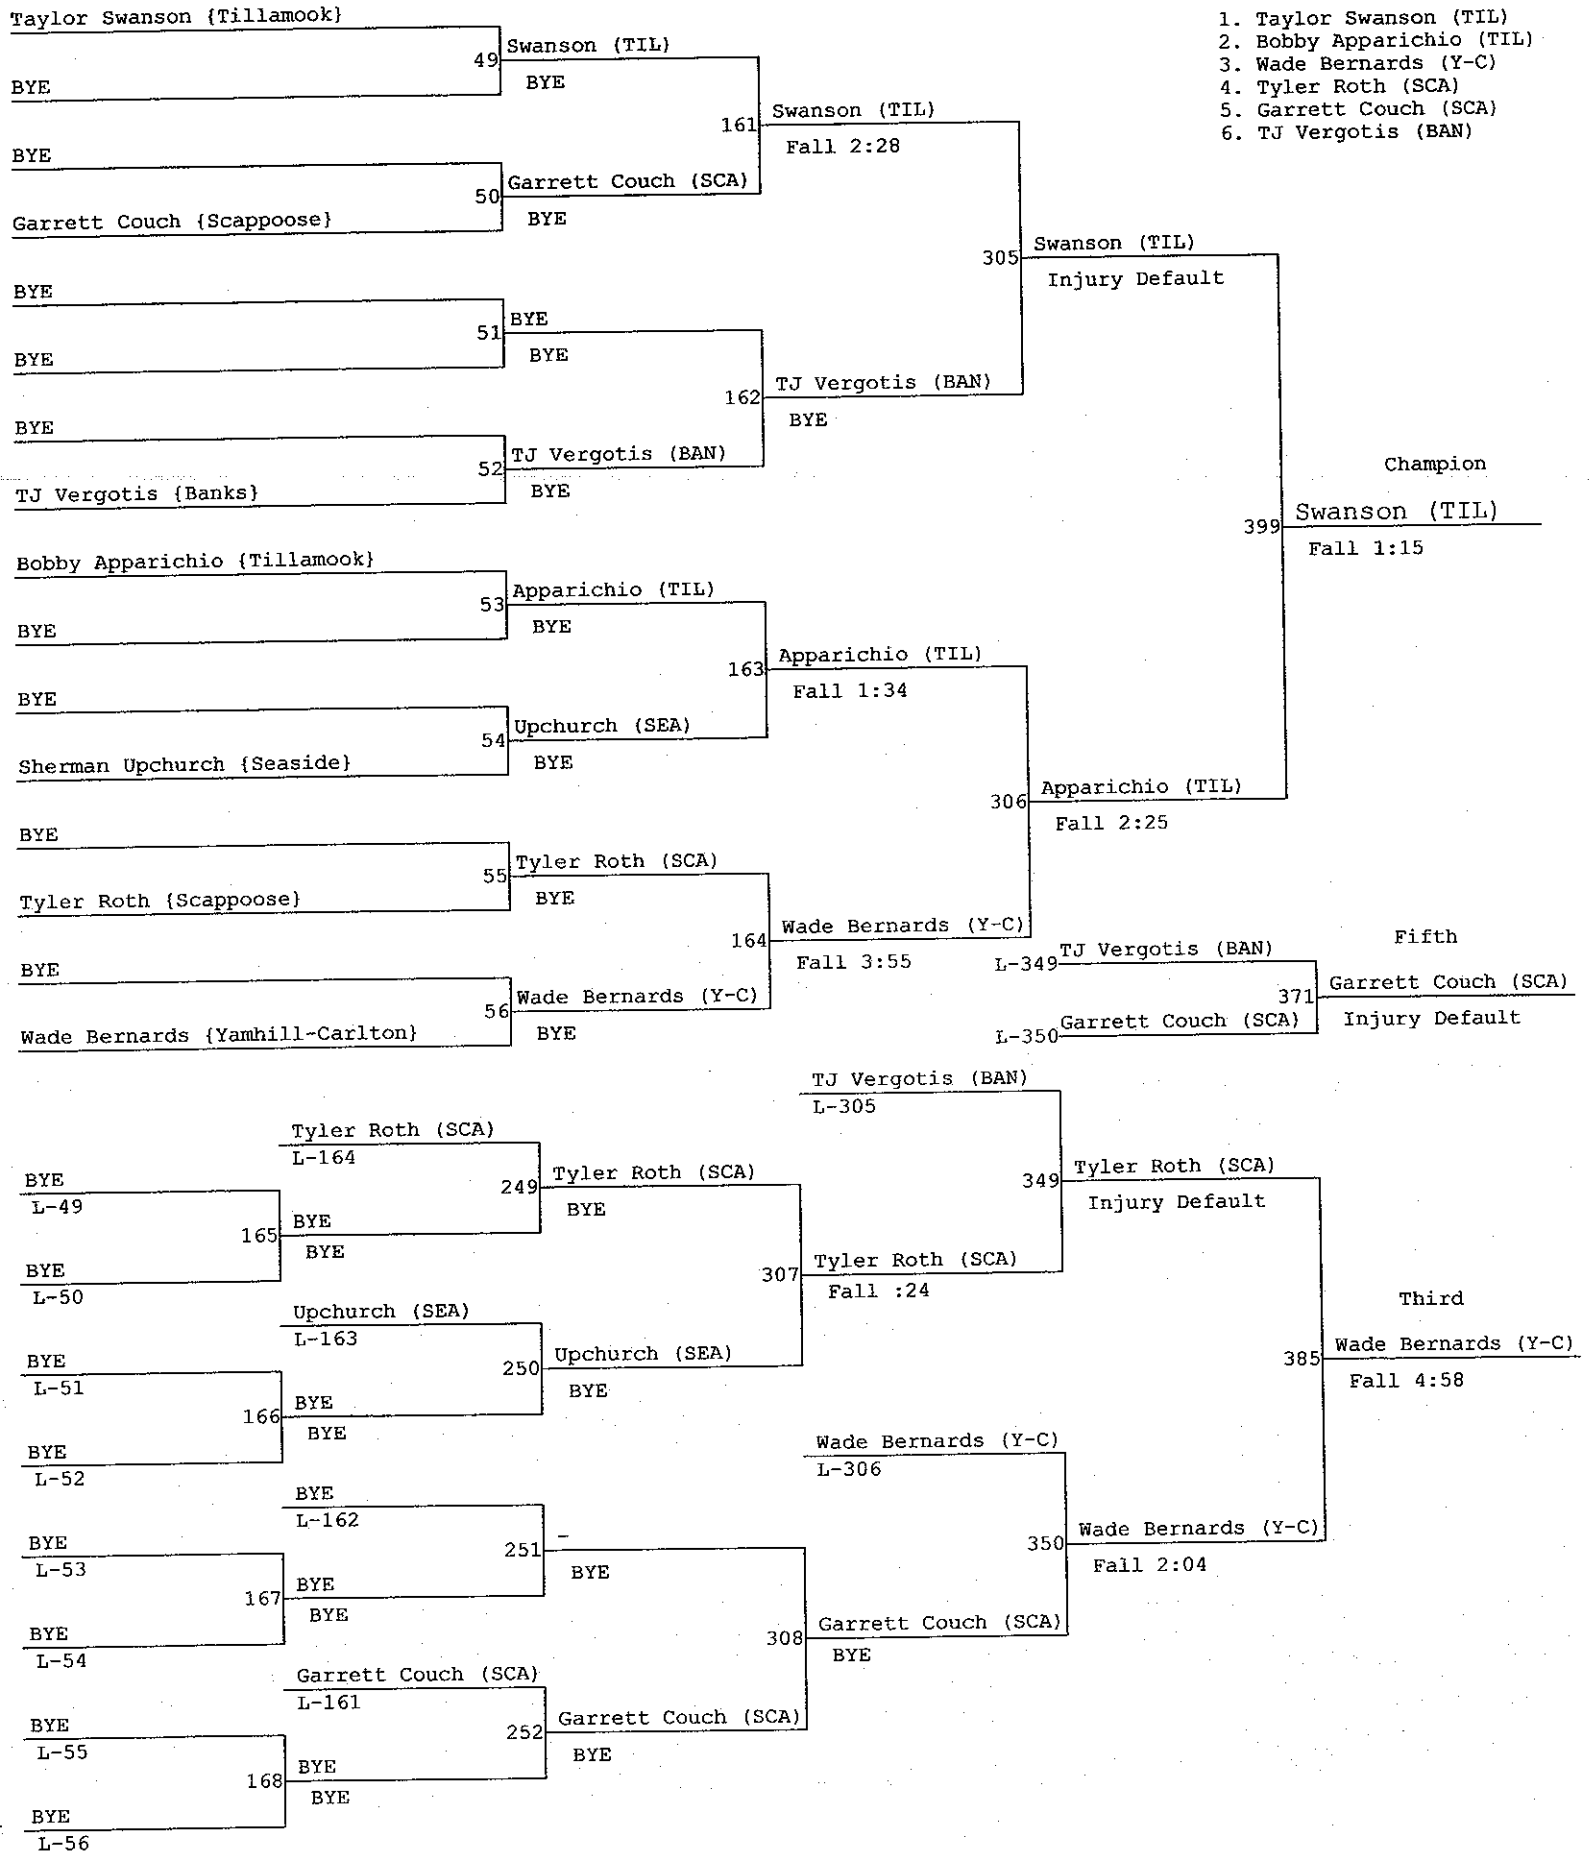 Taylor Swanson {Tillamook}
49
Swanson (TIL)
BYE
BYE
161
Swanson (TIL)
Fall 2:28
BYE
50
Garrett Couch (SCA)
BYE
Garrett Couch {Scappoose}
305
Swanson (TIL)
Injury Default
BYE
51
BYE
BYE
BYE
162
TJ Vergotis (BAN)
BYE
BYE
52
TJ Vergotis (BAN)
BYE
TJ Vergotis {Banks}
Champion
399
Swanson (TIL)
Fall 1:15
Bobby Apparichio {Tillamook}
53
Apparichio (TIL)
BYE
BYE
163
Apparichio (TIL)
Fall 1:34
BYE
54
Upchurch (SEA)
BYE
Sherman Upchurch {Seaside}
306
Apparichio (TIL)
Fall 2:25
BYE
55
Tyler Roth (SCA)
BYE
Tyler Roth {Scappoose}
164
Wade Bernards (Y-C)
Fall 3:55
BYE
56
Wade Bernards (Y-C)
BYE
Wade Bernards {Yamhill-Carlton}
1. Taylor Swanson (TIL)
2. Bobby Apparichio (TIL)
3. Wade Bernards (Y-C)
4. Tyler Roth (SCA)
5. Garrett Couch (SCA)
6. TJ Vergotis (BAN)
Fifth
L-349
TJ Vergotis (BAN)
371
Garrett Couch (SCA)
Injury Default
L-350
Garrett Couch (SCA)
TJ Vergotis (BAN)
L-305
Tyler Roth (SCA)
L-164
BYE
L-49
249
Tyler Roth (SCA)
BYE
349
Tyler Roth (SCA)
Injury Default
165
BYE
BYE
BYE
L-50
307
Tyler Roth (SCA)
Fall :24
Upchurch (SEA)
L-163
Third
BYE
L-51
250
Upchurch (SEA)
BYE
385
Wade Bernards (Y-C)
Fall 4:58
166
BYE
BYE
BYE
L-52
Wade Bernards (Y-C)
L-306
BYE
L-162
BYE
L-53
251
-
BYE
350
Wade Bernards (Y-C)
Fall 2:04
167
BYE
BYE
BYE
L-54
308
Garrett Couch (SCA)
BYE
Garrett Couch (SCA)
L-161
BYE
L-55
252
Garrett Couch (SCA)
BYE
168
BYE
BYE
BYE
L-56